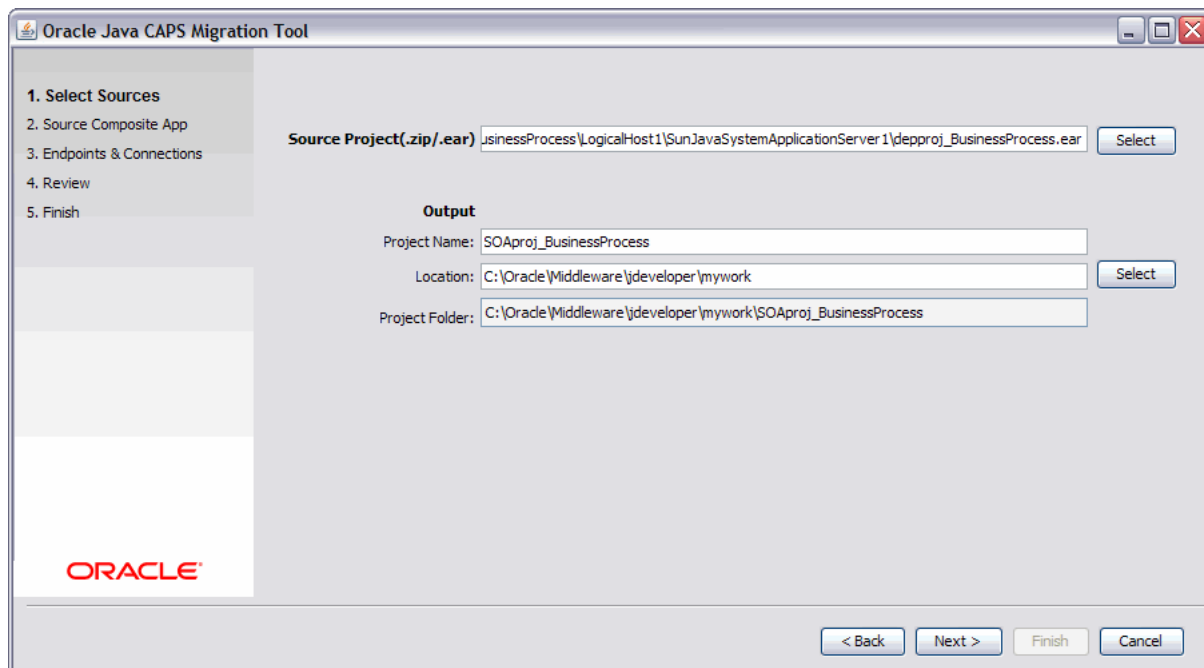 Oracle Java CAPS Migration Tool
1. Select Sources
2. Source Composite App
3. Endpoints & Connections
4. Review
5. Finish
Source Project(.zip/.ear) usinessProcess\LogicalHost1\SunJavaSystemApplicationServer1\depproj_BusinessProcess.ear Select
Output
Project Name: SOAproj_BusinessProcess
Location: C:\Oracle\Middleware\jdeveloper\mywork Select
Project Folder: C:\Oracle\Middleware\jdeveloper\mywork\SOAproj_BusinessProcess
ORACLE
< Back Next > Finish Cancel